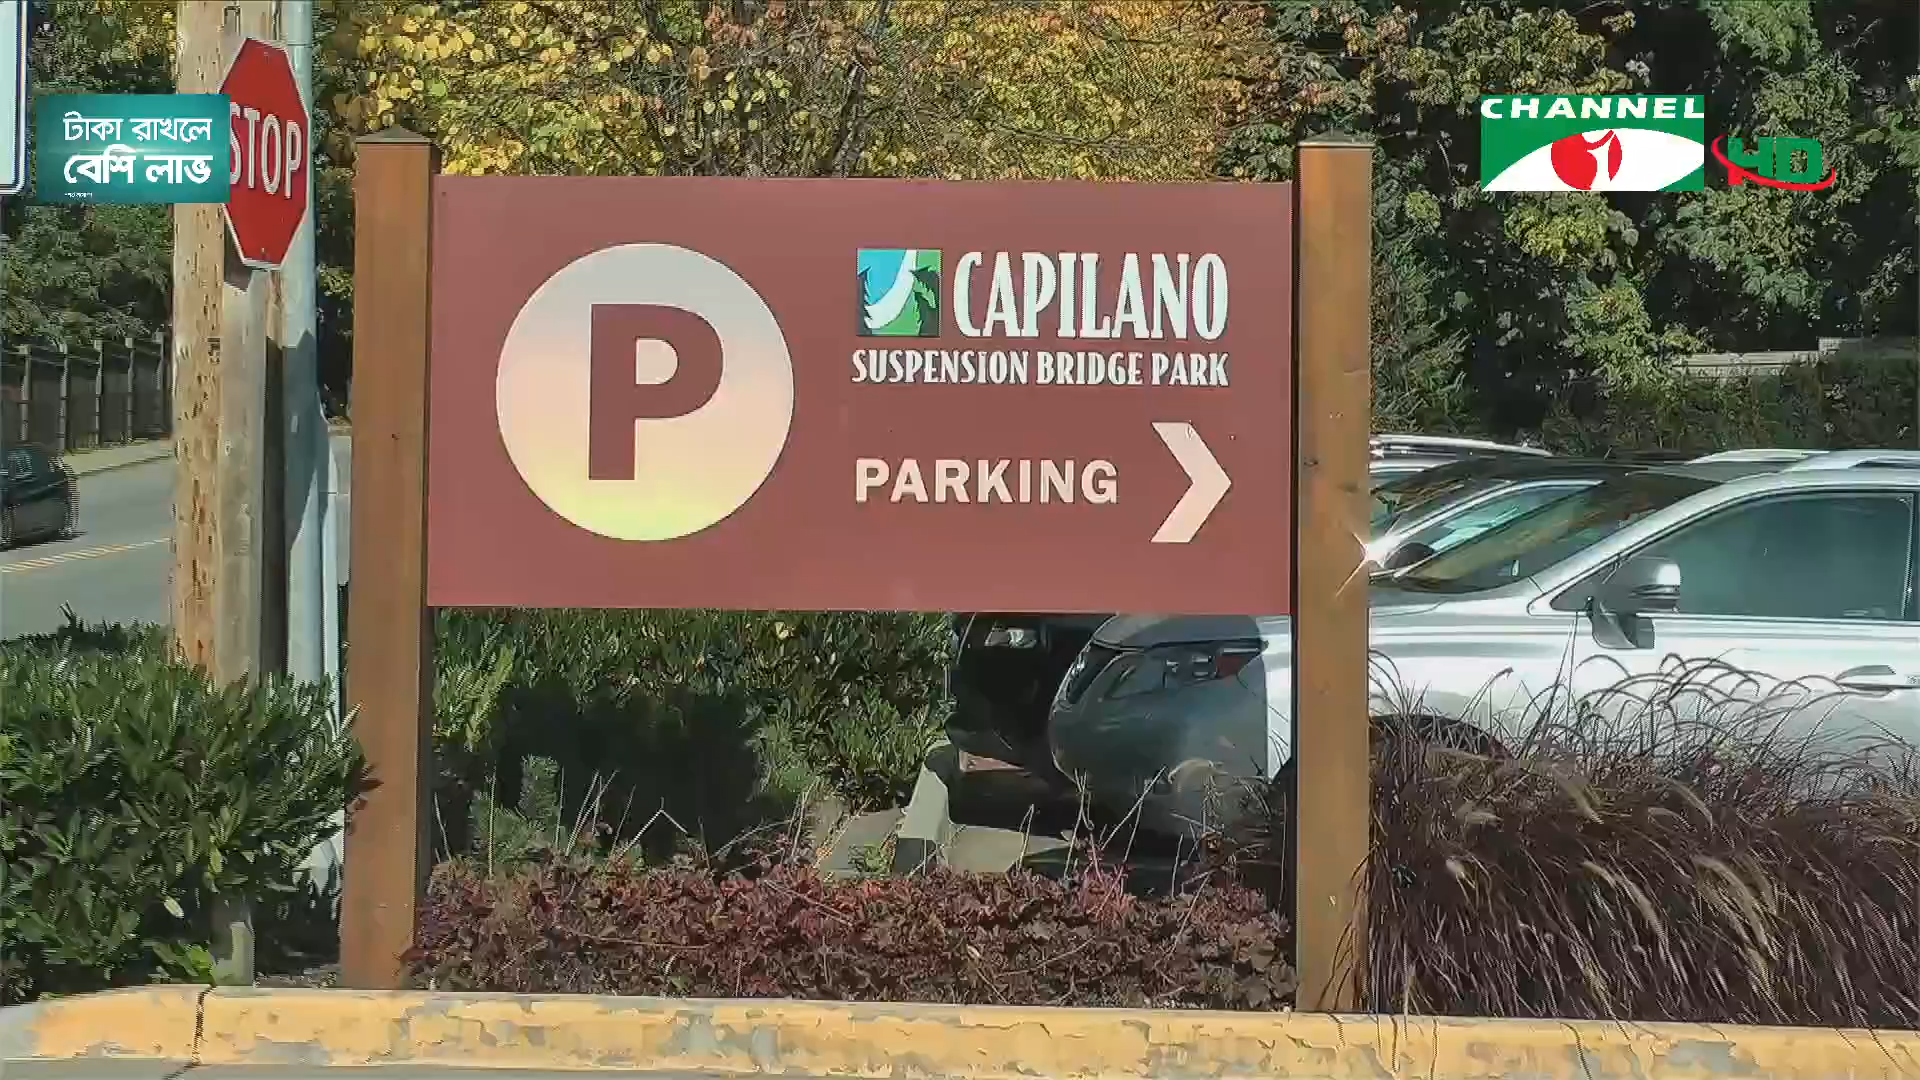 টাকা রাখলে
বেশি লাভ
STOP
CHANNEL
HD
P
CAPILANO
SUSPENSION BRIDGE PARK
PARKING